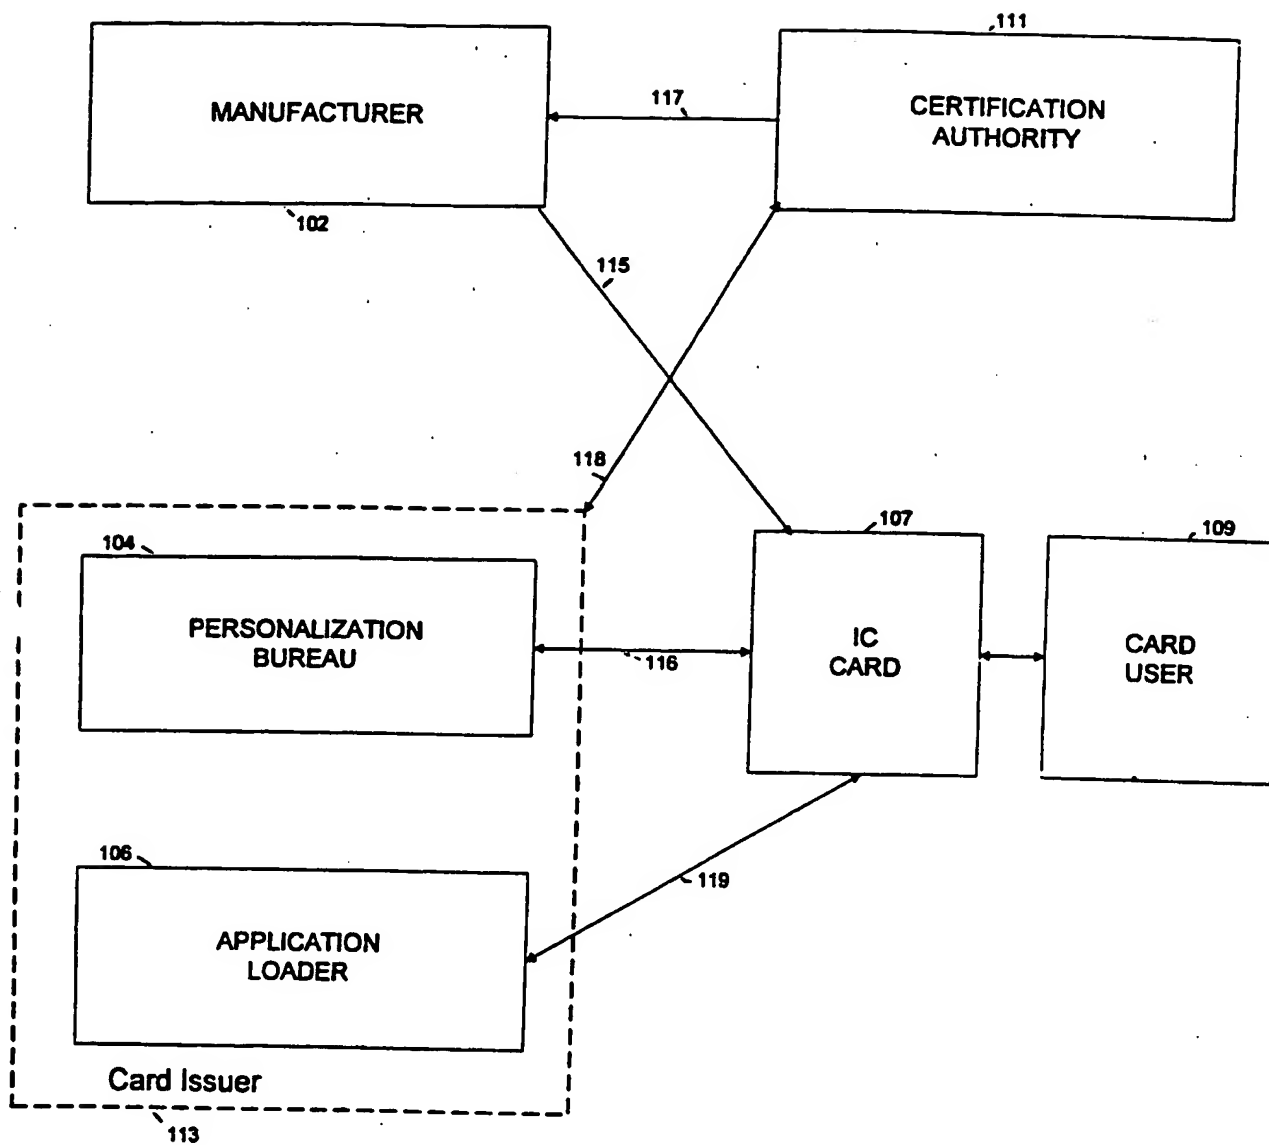 111
MANUFACTURER
117
CERTIFICATION
AUTHORITY
102
115
118
107
109
104
PERSONALIZATION
BUREAU
116
IC
CARD
CARD
USER
106
119
APPLICATION
LOADER
Card Issuer
113